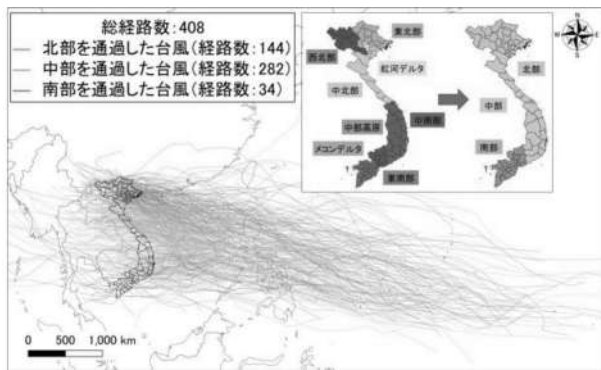 総経路数:408
北部を通過した台風(経路数:144)
中部を通過した台風(経路数:282)
南部を通過した台風(経路数:34)
東北部
西北部
紅河デルタ
中北部
中部高原
中南部
メコンデルタ
東南部
北部
中部
南部
N
W
E
S
0 500 1,000 km